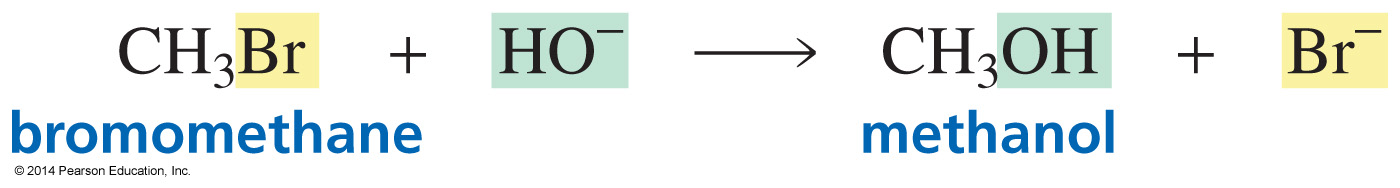 CH₃Br + HO⁻ ⟶ CH₃OH + Br⁻
bromomethane methanol
© 2014 Pearson Education, Inc.